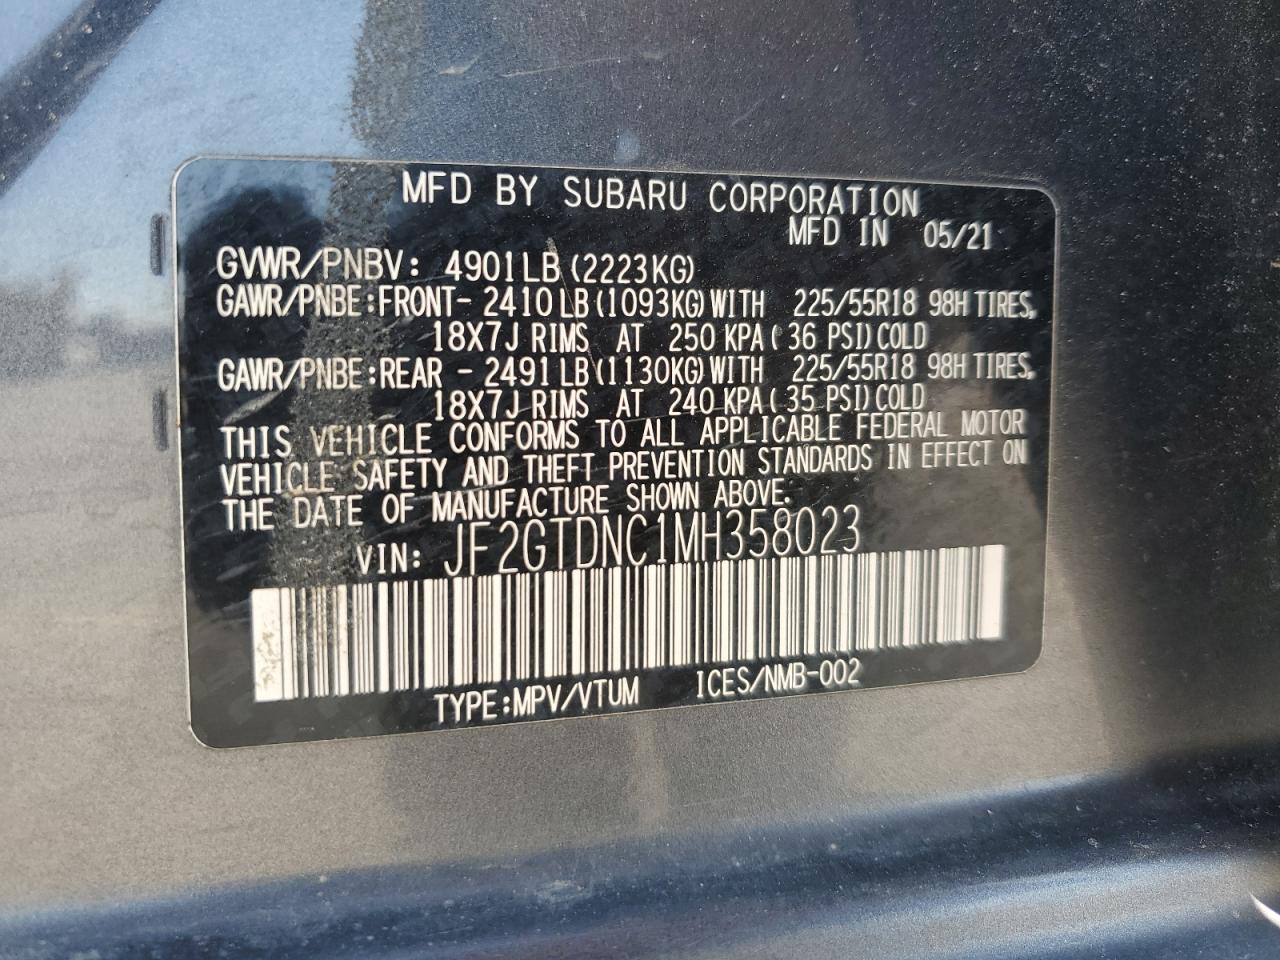 MFD BY SUBARU CORPORATION
MFD IN 05/21
GVWR/PNBV: 4901LB(2223KG)
GAWR/PNBE:FRONT- 2410LB(1093KG)WITH 225/55R18 98H TIRES,
18X7J RIMS AT 250 KPA( 36 PSI)COLD
GAWR/PNBE:REAR - 2491LB(1130KG)WITH 225/55R18 98H TIRES,
18X7J RIMS AT 240 KPA( 35 PSI)COLD
THIS VEHICLE CONFORMS TO ALL APPLICABLE FEDERAL MOTOR
VEHICLE SAFETY AND THEFT PREVENTION STANDARDS IN EFFECT ON
THE DATE OF MANUFACTURE SHOWN ABOVE.
VIN: JF2GTDNC1MH358023
TYPE:MPV/VTUM ICES/NMB-002